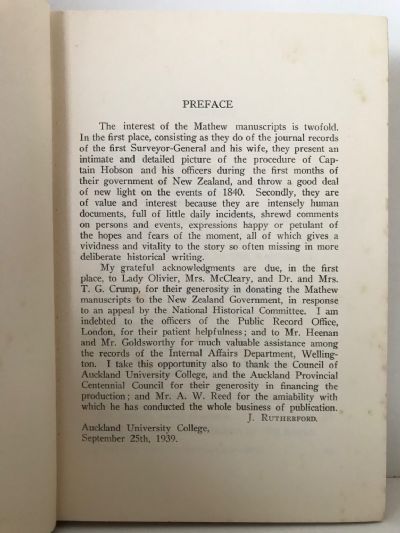 PREFACE
The interest of the Mathew manuscripts is twofold.
In the first place, consisting as they do of the journal records
of the first Surveyor-General and his wife, they present an
intimate and detailed picture of the procedure of Cap-
tain Hobson and his officers during the first months of
their government of New Zealand, and throw a good deal
of new light on the events of 1840. Secondly, they are
of value and interest because they are intensely human
documents, full of little daily incidents, shrewd comments
on persons and events, expressions happy or petulant of
the hopes and fears of the moment, all of which gives a
vividness and vitality to the story so often missing in more
deliberate historical writing.
My grateful acknowledgments are due, in the first
place, to Lady Olivier, Mrs. McCleary, and Dr. and Mrs.
T. G. Crump, for their generosity in donating the Mathew
manuscripts to the New Zealand Government, in response
to an appeal by the National Historical Committee. I am
indebted to the officers of the Public Record Office,
London, for their patient helpfulness; and to Mr. Heenan
and Mr. Goldsworthy for much valuable assistance among
the records of the Internal Affairs Department, Welling-
ton. I take this opportunity also to thank the Council of
Auckland University College, and the Auckland Provincial
Centennial Council for their generosity in financing the
production; and Mr. A. W. Reed for the amiability with
which he has conducted the whole business of publication.
J. RUTHERFORD.
Auckland University College,
September 25th, 1939.